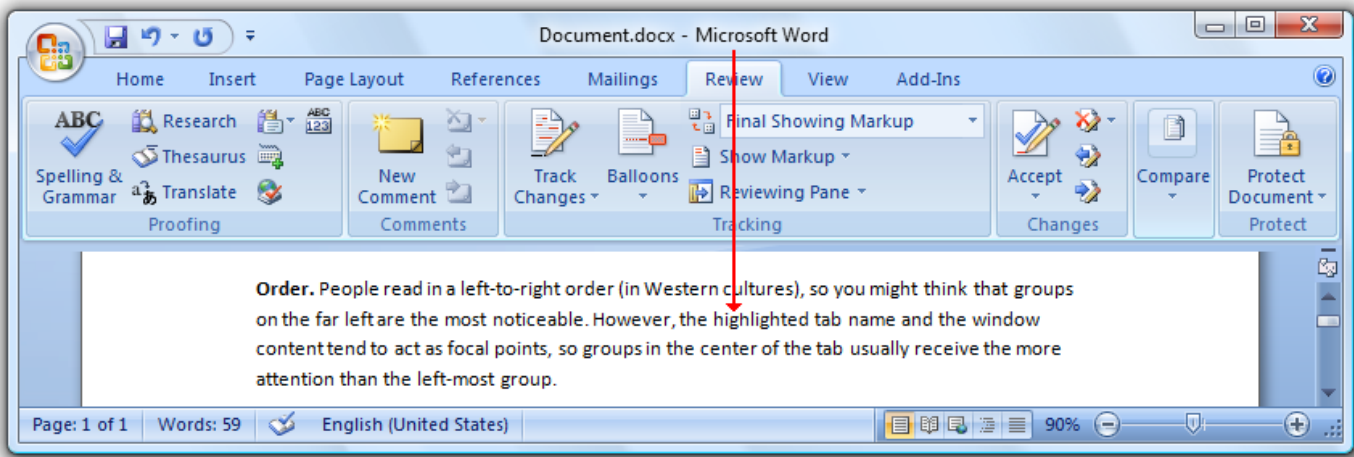 Document.docx - Microsoft Word
Home Insert Page Layout References Mailings Review View Add-Ins
ABC Spelling & Grammar
Research
Thesaurus
Translate
ABC 123
Proofing
New Comment
Comments
Track Changes
Balloons
Final Showing Markup
Show Markup
Reviewing Pane
Tracking
Accept
Changes
Compare
Protect Document
Protect
Order. People read in a left-to-right order (in Western cultures), so you might think that groups
on the far left are the most noticeable. However, the highlighted tab name and the window
content tend to act as focal points, so groups in the center of the tab usually receive the more
attention than the left-most group.
Page: 1 of 1 Words: 59 English (United States) 90%